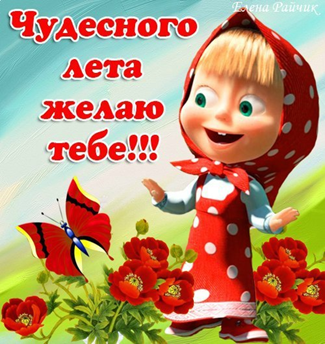 Елена Райчик
Чудесного
лета
желаю
тебе!!!